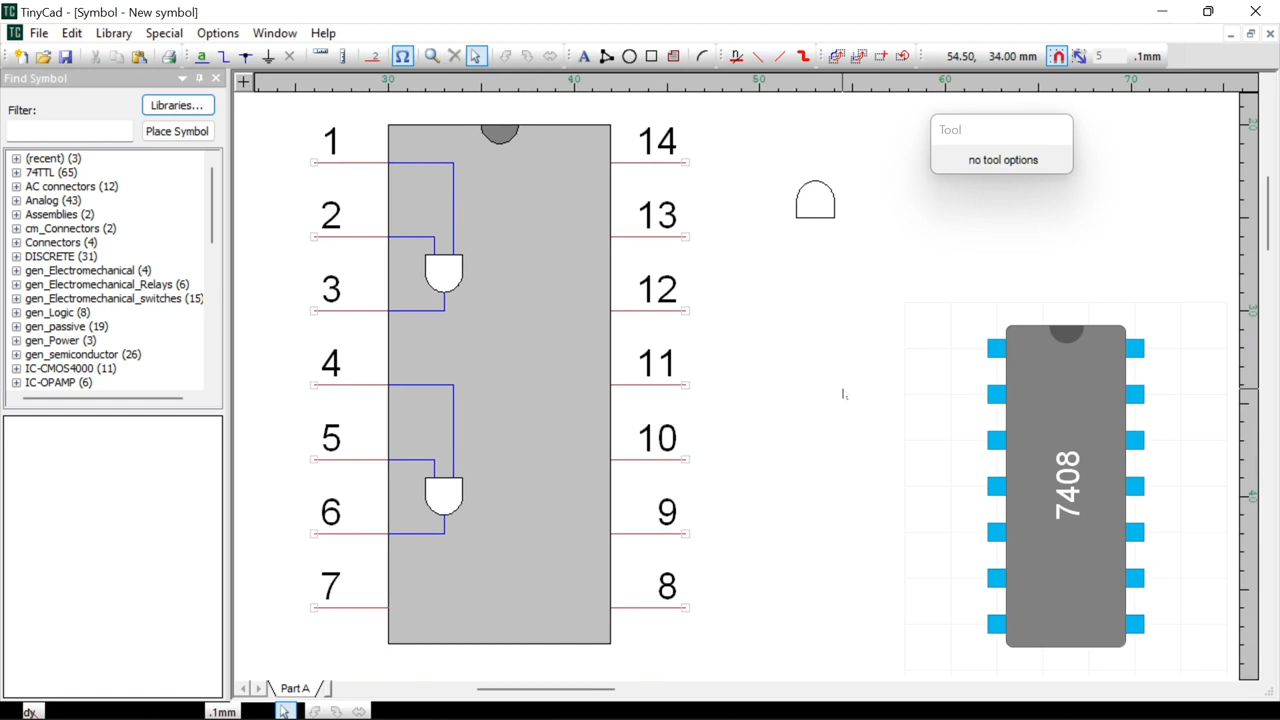 TinyCad - [Symbol - New symbol]
File Edit Library Special Options Window Help
54.50, 34.00 mm 5 .1mm
Find Symbol
Filter:
Libraries...
Place Symbol
(recent) (3)
74TTL (65)
AC connectors (12)
Analog (43)
Assemblies (2)
cm_Connectors (2)
Connectors (4)
DISCRETE (31)
gen_Electromechanical (4)
gen_Electromechanical_Relays (6)
gen_Electromechanical_switches (15)
gen_Logic (8)
gen_passive (19)
gen_Power (3)
gen_semiconductor (26)
IC-CMOS4000 (11)
IC-OPAMP (6)
30 40 50 60 70
1 14
2 13
3 12
4 11
5 10
6 9
7 8
Tool
no tool options
7408
20
30
40
Part A
dx .1mm